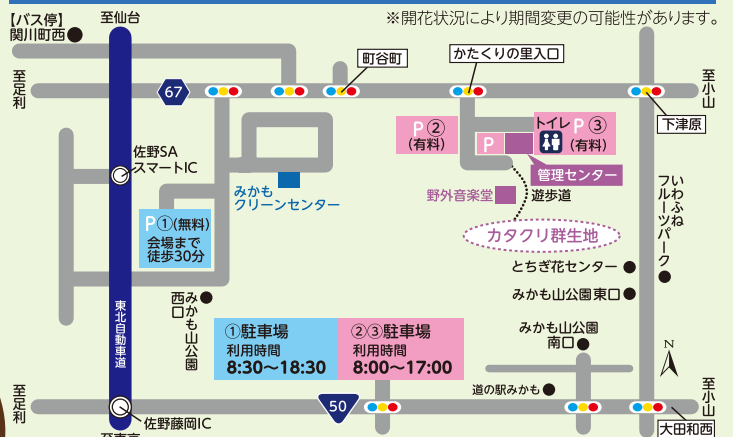 【バス停】
関川町西
至仙台
※開花状況により期間変更の可能性があります。
町谷町
かたくりの里入口
至足利
67
至小山
下津原
P②
(有料)
P
トイレ
P③
(有料)
佐野SA
スマートIC
みかも
クリーンセンター
管理センター
野外音楽堂
遊歩道
いわふね
フルーツパーク
P①(無料)
会場まで
徒歩30分
カタクリ群生地
とちぎ花センター
みかも山公園東口
みかも山公園
西口
東北自動車道
①駐車場
利用時間
8:30〜18:30
②③駐車場
利用時間
8:00〜17:00
みかも山公園
南口
N
道の駅みかも
至足利
至小山
50
佐野藤岡IC
大田和西